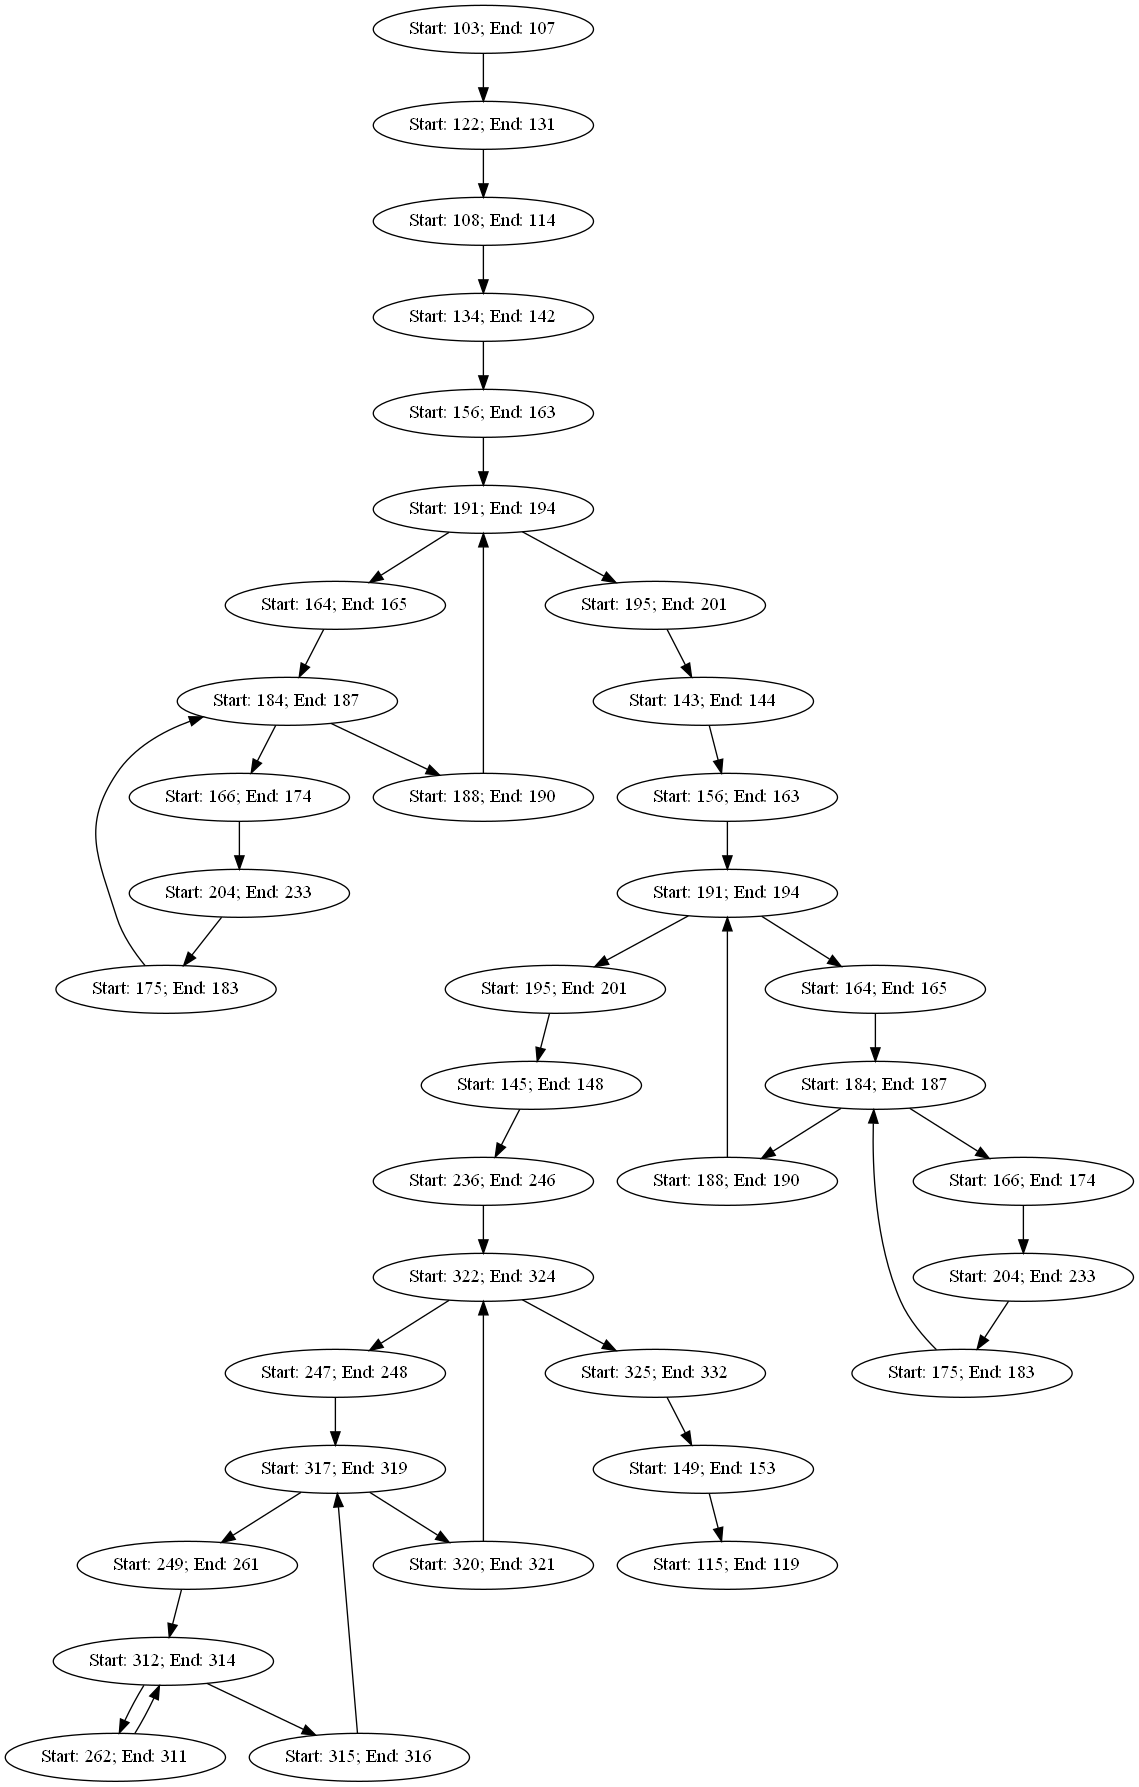 Start: 103; End: 107
Start: 122; End: 131
Start: 108; End: 114
Start: 134; End: 142
Start: 156; End: 163
Start: 191; End: 194
Start: 164; End: 165
Start: 195; End: 201
Start: 184; End: 187
Start: 143; End: 144
Start: 166; End: 174
Start: 188; End: 190
Start: 156; End: 163
Start: 204; End: 233
Start: 191; End: 194
Start: 175; End: 183
Start: 195; End: 201
Start: 164; End: 165
Start: 145; End: 148
Start: 184; End: 187
Start: 236; End: 246
Start: 188; End: 190
Start: 166; End: 174
Start: 322; End: 324
Start: 204; End: 233
Start: 247; End: 248
Start: 325; End: 332
Start: 175; End: 183
Start: 317; End: 319
Start: 149; End: 153
Start: 249; End: 261
Start: 320; End: 321
Start: 115; End: 119
Start: 312; End: 314
Start: 262; End: 311
Start: 315; End: 316